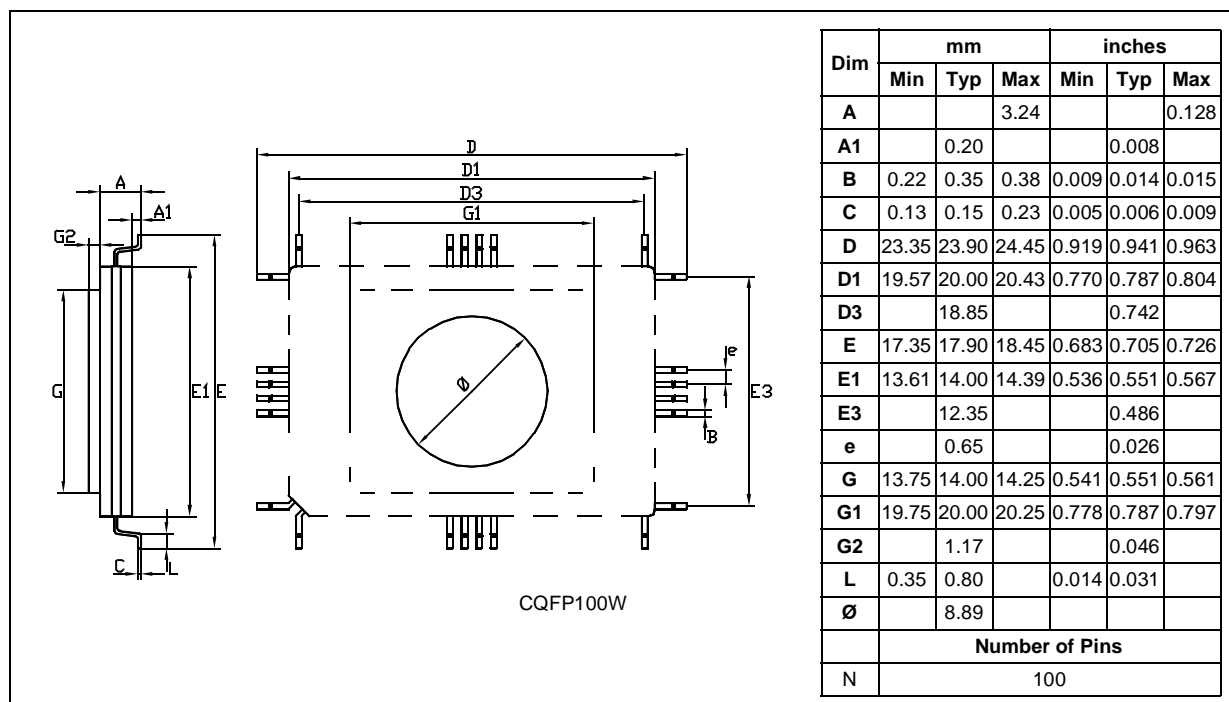 D
D1
D3
G1
A
A1
G2
G
E1
E
e
Ø
B
E3
C
L
CQFP100W
Dim mm inches
Min Typ Max Min Typ Max
A 3.24 0.128
A1 0.20 0.008
B 0.22 0.35 0.38 0.009 0.014 0.015
C 0.13 0.15 0.23 0.005 0.006 0.009
D 23.35 23.90 24.45 0.919 0.941 0.963
D1 19.57 20.00 20.43 0.770 0.787 0.804
D3 18.85 0.742
E 17.35 17.90 18.45 0.683 0.705 0.726
E1 13.61 14.00 14.39 0.536 0.551 0.567
E3 12.35 0.486
e 0.65 0.026
G 13.75 14.00 14.25 0.541 0.551 0.561
G1 19.75 20.00 20.25 0.778 0.787 0.797
G2 1.17 0.046
L 0.35 0.80 0.014 0.031
Ø 8.89
Number of Pins
N 100